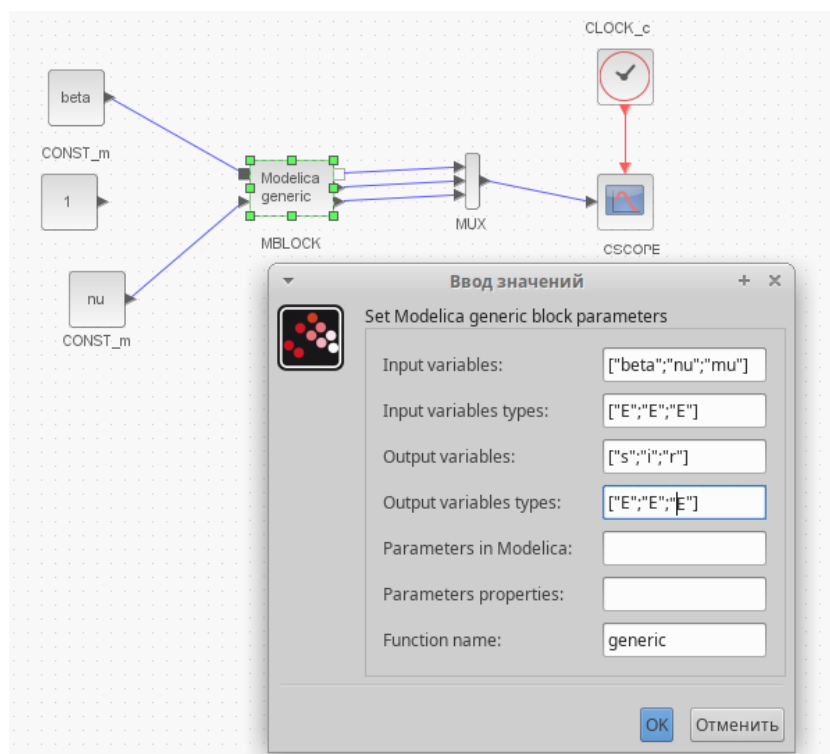 CLOCK_c
beta
CONST_m
1
Modelica
generic
MBLOCK
MUX
CSCOPE
nu
CONST_m
Ввод значений
Set Modelica generic block parameters
Input variables: ["beta";"nu";"mu"]
Input variables types: ["E";"E";"E"]
Output variables: ["s";"i";"r"]
Output variables types: ["E";"E";"E"]
Parameters in Modelica:
Parameters properties:
Function name: generic
OK Отменить